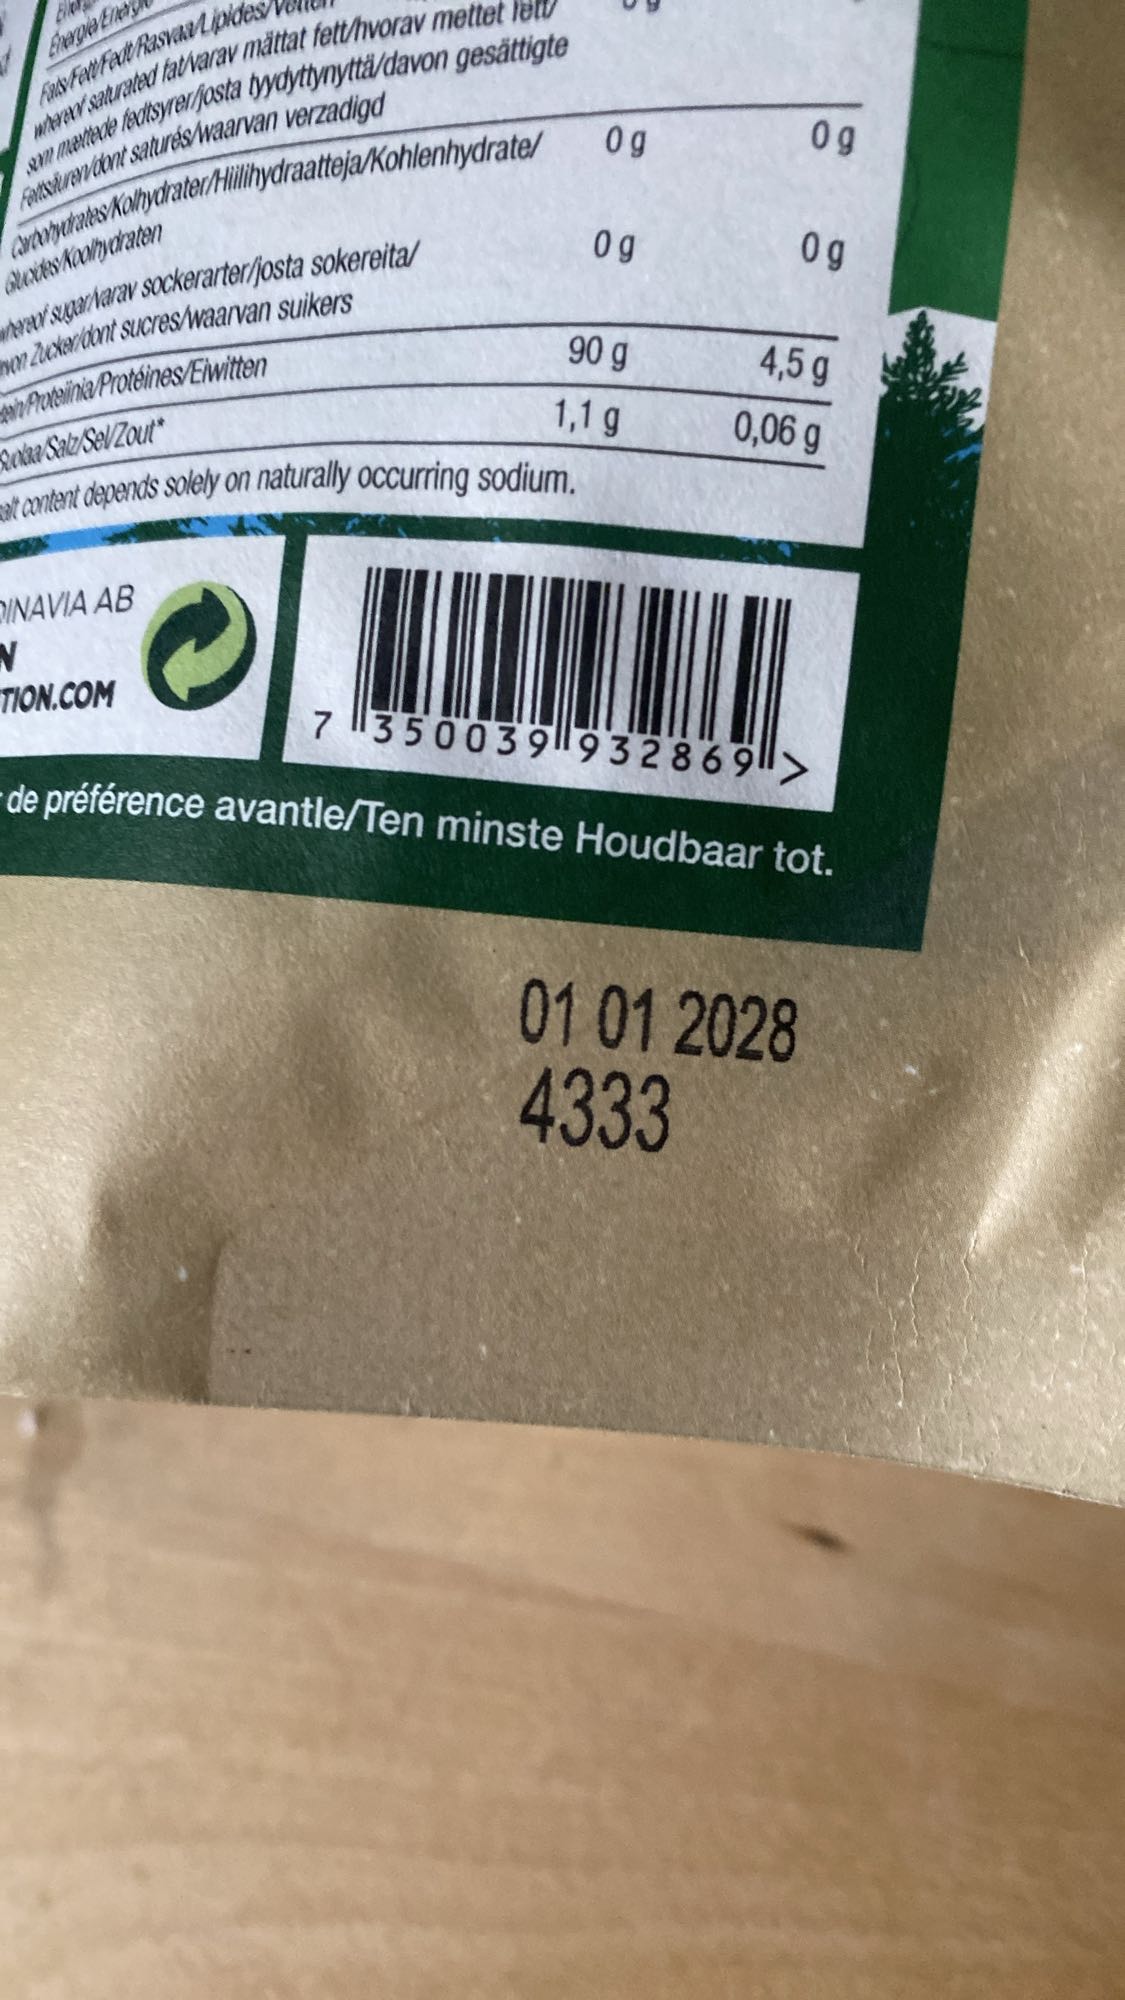 Energie/Energi
Fats/Fett/Fedt/Rasvaa/Lipides/
whereof saturated fat/varav mättat fett/hvorav mettet fett/
som mættede fedtsyrer/josta tyydyttynyttä/davon gesättigte
Fettsäuren/dont saturés/waarvan verzadigd
Carbohydrates/Kolhydrater/Hiilihydraatteja/Kohlenhydrate/ 0 g 0 g
Glucides/Koolhydraten
whereof sugar/varav sockerarter/josta sokereita/ 0 g 0 g
Zucker/dont sucres/waarvan suikers
Proteiinia/Protéines/Eiwitten 90 g 4,5 g
Suolaa/Salz/Sel/Zout* 1,1 g 0,06 g
content depends solely on naturally occurring sodium.
DINAVIA AB
N
TION.COM
7 350039 932869 >
de préférence avantle/Ten minste Houdbaar tot.
01 01 2028
4333